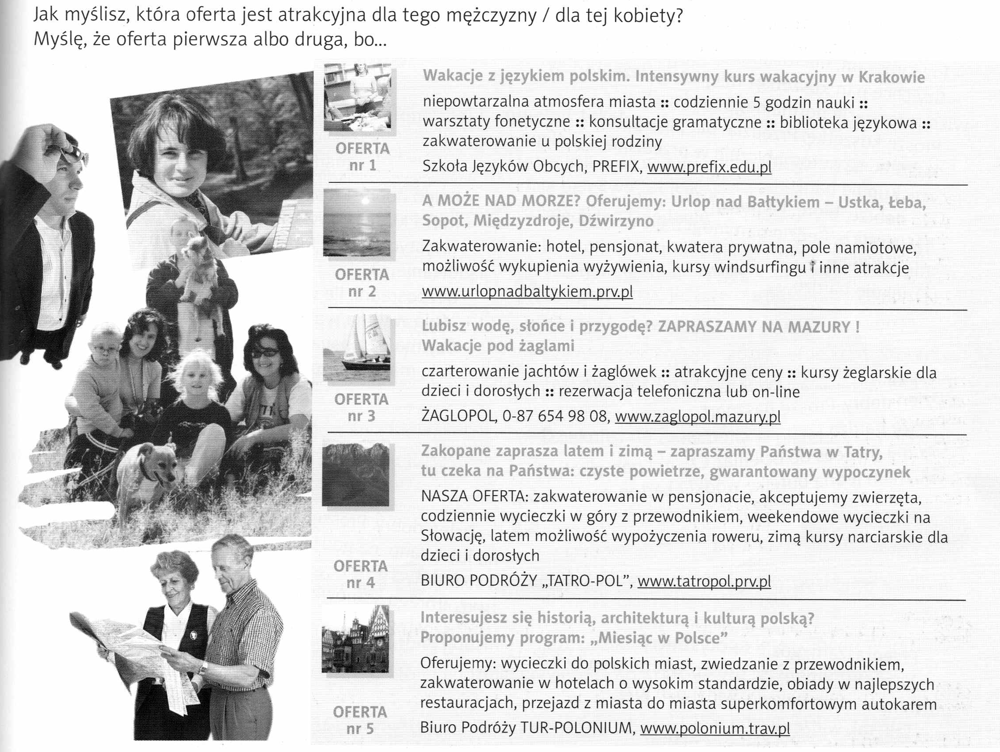 Jak myślisz, która oferta jest atrakcyjna dla tego mężczyzny / dla tej kobiety?
Myślę, że oferta pierwsza albo druga, bo...
OFERTA
nr 1
Wakacje z językiem polskim. Intensywny kurs wakacyjny w Krakowie
niepowtarzalna atmosfera miasta :: codziennie 5 godzin nauki ::
warsztaty fonetyczne :: konsultacje gramatyczne :: biblioteka językowa ::
zakwaterowanie u polskiej rodziny
Szkoła Języków Obcych, PREFIX, www.prefix.edu.pl
OFERTA
nr 2
A MOŻE NAD MORZE? Oferujemy: Urlop nad Bałtykiem – Ustka, Łeba,
Sopot, Międzyzdroje, Dźwirzyno
Zakwaterowanie: hotel, pensjonat, kwatera prywatna, pole namiotowe,
możliwość wykupienia wyżywienia, kursy windsurfingu i inne atrakcje
www.urlopnadbaltykiem.prv.pl
OFERTA
nr 3
Lubisz wodę, słońce i przygodę? ZAPRASZAMY NA MAZURY !
Wakacje pod żaglami
czarterowanie jachtów i żaglówek :: atrakcyjne ceny :: kursy żeglarskie dla
dzieci i dorosłych :: rezerwacja telefoniczna lub on-line
ŻAGLOPOL, 0-87 654 98 08, www.zaglopol.mazury.pl
OFERTA
nr 4
Zakopane zaprasza latem i zimą – zapraszamy Państwa w Tatry,
tu czeka na Państwa: czyste powietrze, gwarantowany wypoczynek
NASZA OFERTA: zakwaterowanie w pensjonacie, akceptujemy zwierzęta,
codziennie wycieczki w góry z przewodnikiem, weekendowe wycieczki na
Słowację, latem możliwość wypożyczenia roweru, zimą kursy narciarskie dla
dzieci i dorosłych
BIURO PODRÓŻY „TATRO-POL”, www.tatropol.prv.pl
OFERTA
nr 5
Interesujesz się historią, architekturą i kulturą polską?
Proponujemy program: „Miesiąc w Polsce”
Oferujemy: wycieczki do polskich miast, zwiedzanie z przewodnikiem,
zakwaterowanie w hotelach o wysokim standardzie, obiady w najlepszych
restauracjach, przejazd z miasta do miasta superkomfortowym autokarem
Biuro Podróży TUR-POLONIUM, www.polonium.trav.pl